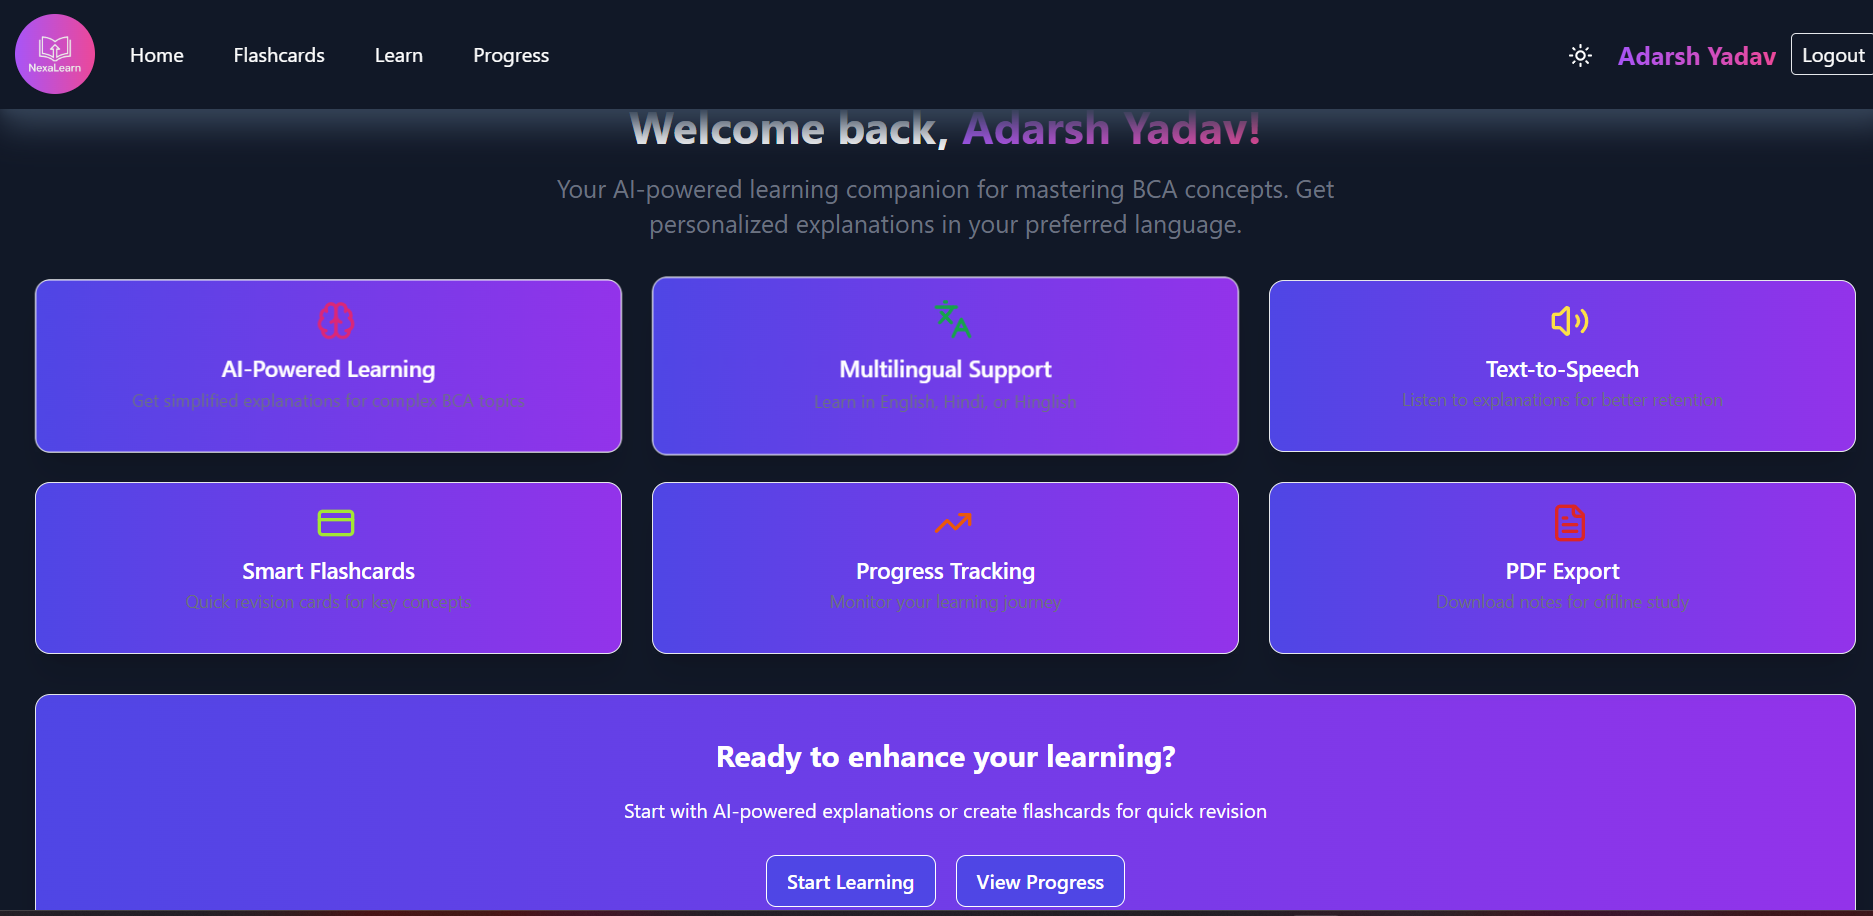 NexaLearn
Home
Flashcards
Learn
Progress
Adarsh Yadav
Logout
Welcome back, Adarsh Yadav!
Your AI-powered learning companion for mastering BCA concepts. Get
personalized explanations in your preferred language.
AI-Powered Learning
Get simplified explanations for complex BCA topics
Multilingual Support
Learn in English, Hindi, or Hinglish
Text-to-Speech
Listen to explanations for better retention
Smart Flashcards
Quick revision cards for key concepts
Progress Tracking
Monitor your learning journey
PDF Export
Download notes for offline study
Ready to enhance your learning?
Start with AI-powered explanations or create flashcards for quick revision
Start Learning
View Progress